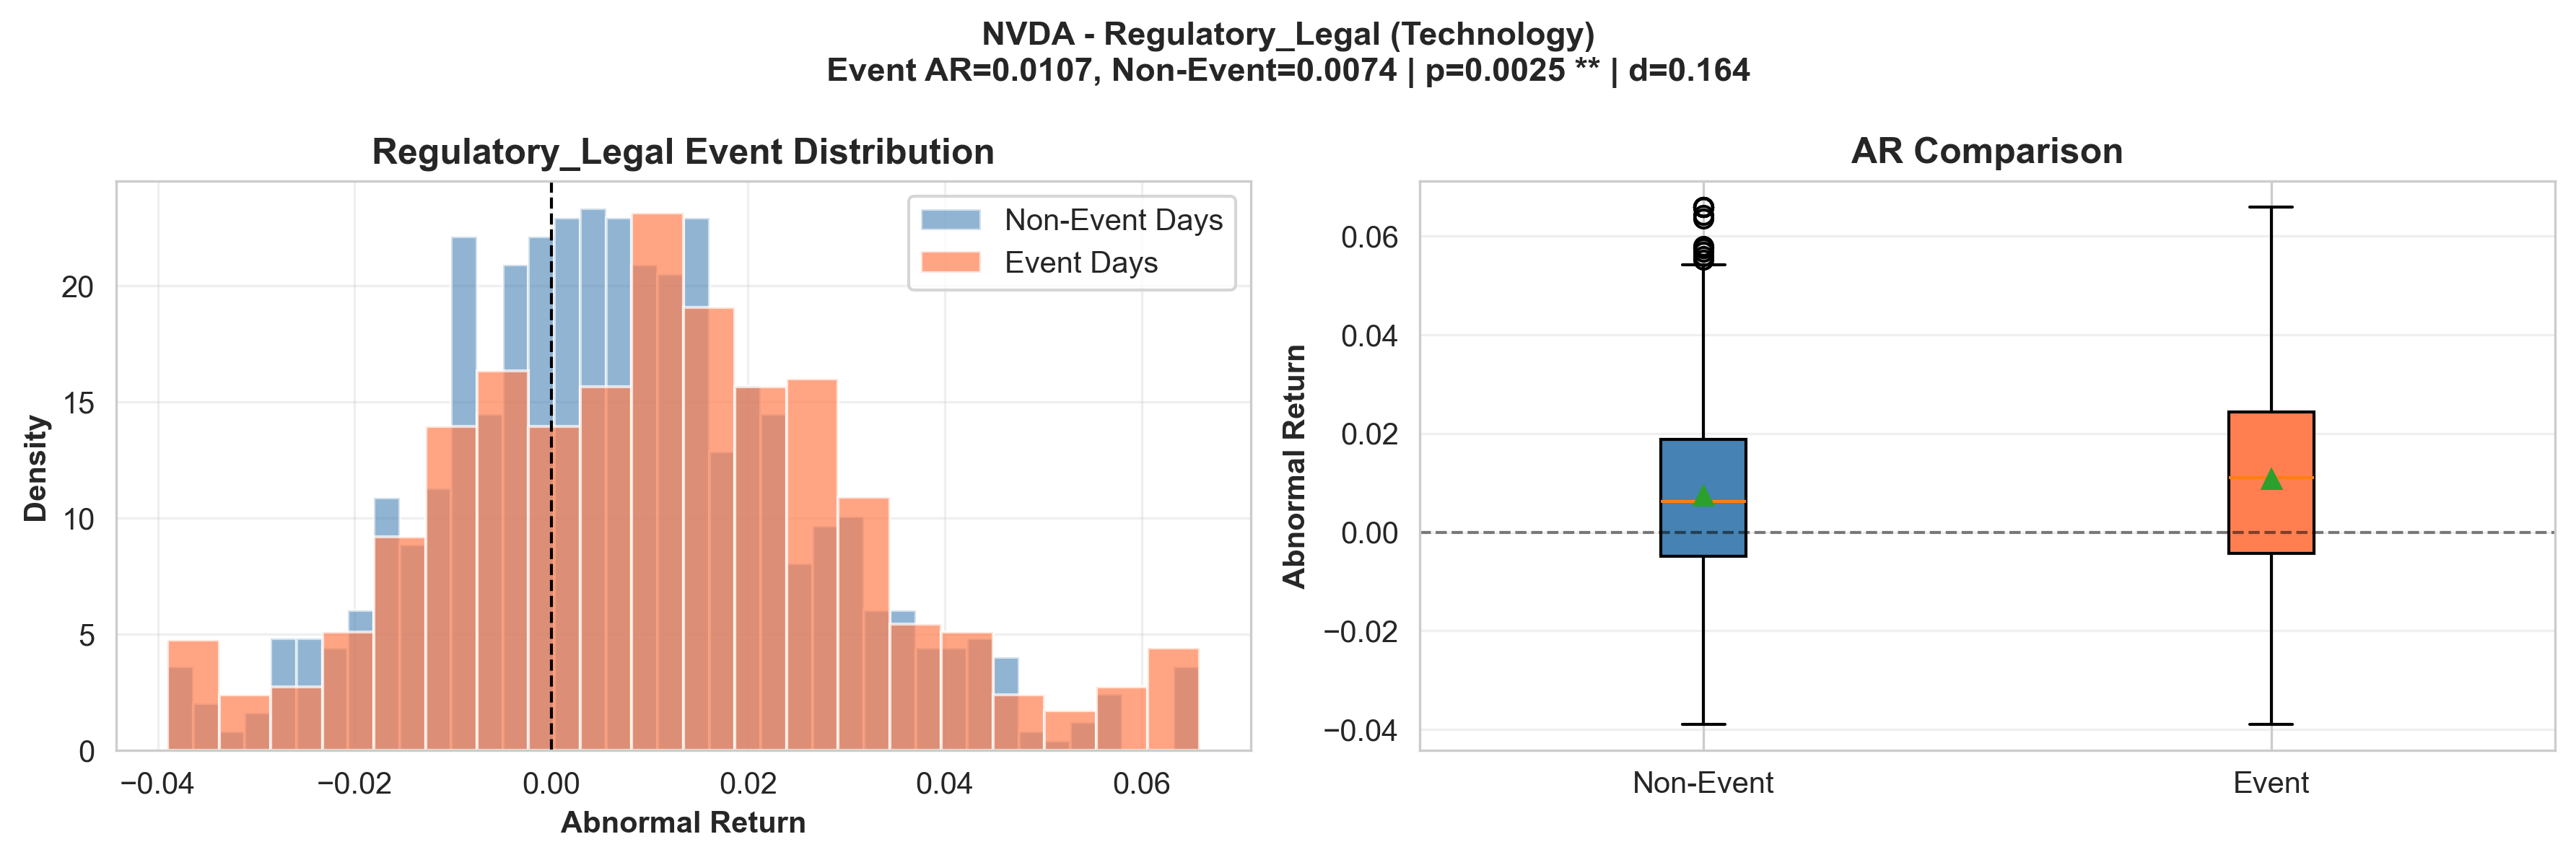 NVDA - Regulatory_Legal (Technology)
Event AR=0.0107, Non-Event=0.0074 | p=0.0025 ** | d=0.164
Regulatory_Legal Event Distribution
Non-Event Days
Event Days
Density
20
15
10
5
0
−0.04
−0.02
0.00
0.02
0.04
0.06
Abnormal Return
AR Comparison
Abnormal Return
0.06
0.04
0.02
0.00
−0.02
−0.04
Non-Event
Event